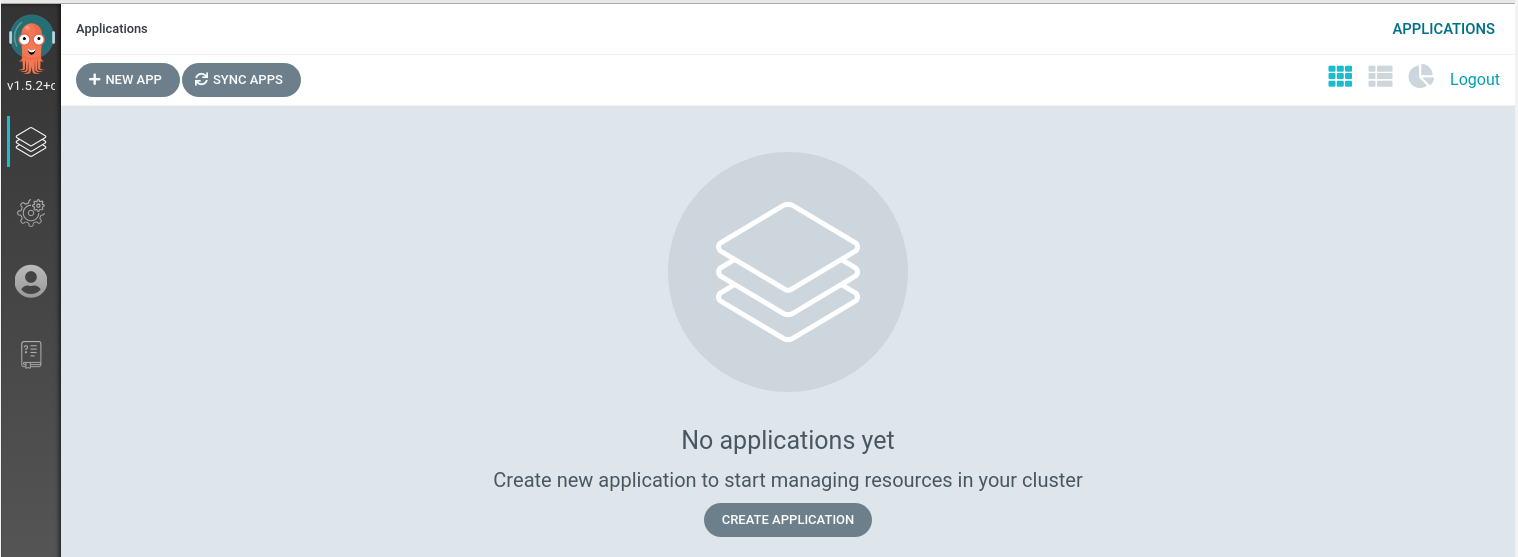 Applications
APPLICATIONS
NEW APP
SYNC APPS
Logout
v1.5.2+c
No applications yet
Create new application to start managing resources in your cluster
CREATE APPLICATION